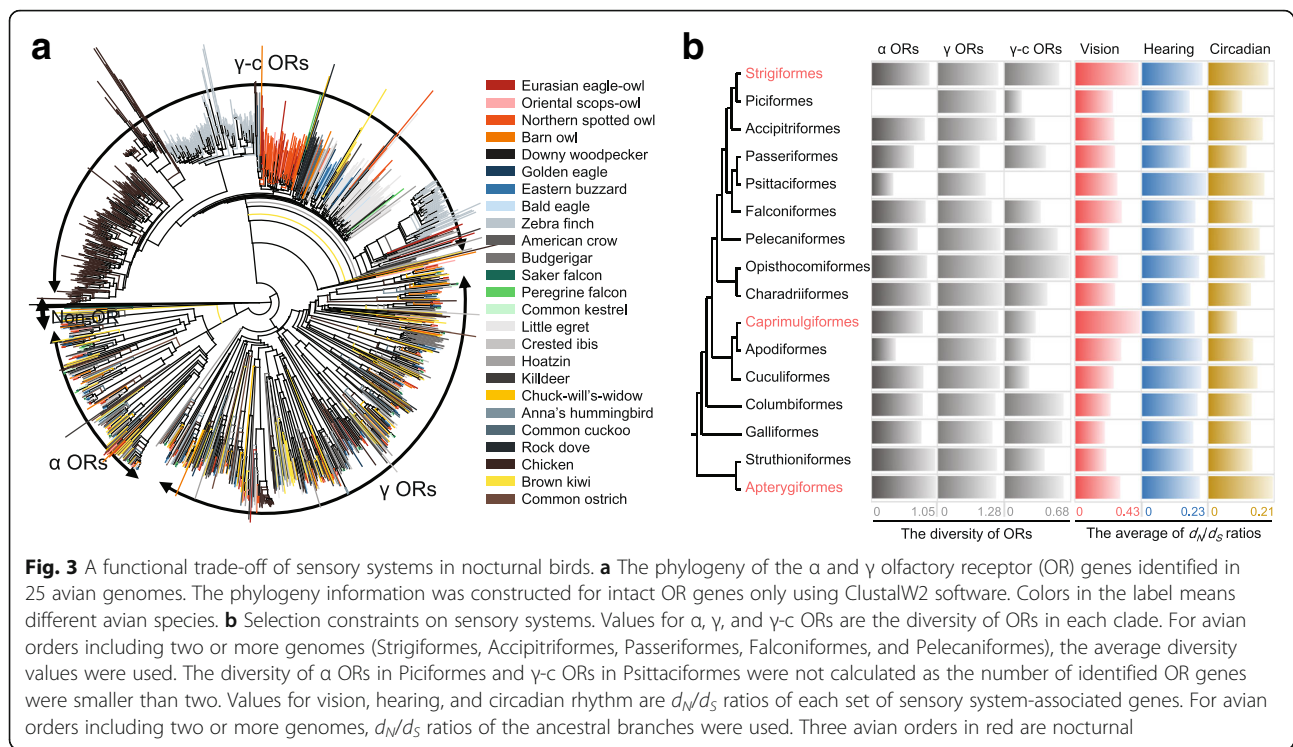 a
γ-c ORs
Non-OR
α ORs
γ ORs
Eurasian eagle-owl
Oriental scops-owl
Northern spotted owl
Barn owl
Downy woodpecker
Golden eagle
Eastern buzzard
Bald eagle
Zebra finch
American crow
Budgerigar
Saker falcon
Peregrine falcon
Common kestrel
Little egret
Crested ibis
Hoatzin
Killdeer
Chuck-will's-widow
Anna's hummingbird
Common cuckoo
Rock dove
Chicken
Brown kiwi
Common ostrich
b
α ORs γ ORs γ-c ORs Vision Hearing Circadian
Strigiformes
Piciformes
Accipitriformes
Passeriformes
Psittaciformes
Falconiformes
Pelecaniformes
Opisthocomiformes
Charadriiformes
Caprimulgiformes
Apodiformes
Cuculiformes
Columbiformes
Galliformes
Struthioniformes
Apterygiformes
0 1.05 0 1.28 0 0.68 0 0.43 0 0.23 0 0.21
The diversity of ORs The average of dN/dS ratios
Fig. 3 A functional trade-off of sensory systems in nocturnal birds. a The phylogeny of the α and γ olfactory receptor (OR) genes identified in
25 avian genomes. The phylogeny information was constructed for intact OR genes only using ClustalW2 software. Colors in the label means
different avian species. b Selection constraints on sensory systems. Values for α, γ, and γ-c ORs are the diversity of ORs in each clade. For avian
orders including two or more genomes (Strigiformes, Accipitriformes, Passeriformes, Falconiformes, and Pelecaniformes), the average diversity
values were used. The diversity of α ORs in Piciformes and γ-c ORs in Psittaciformes were not calculated as the number of identified OR genes
were smaller than two. Values for vision, hearing, and circadian rhythm are dN/dS ratios of each set of sensory system-associated genes. For avian
orders including two or more genomes, dN/dS ratios of the ancestral branches were used. Three avian orders in red are nocturnal